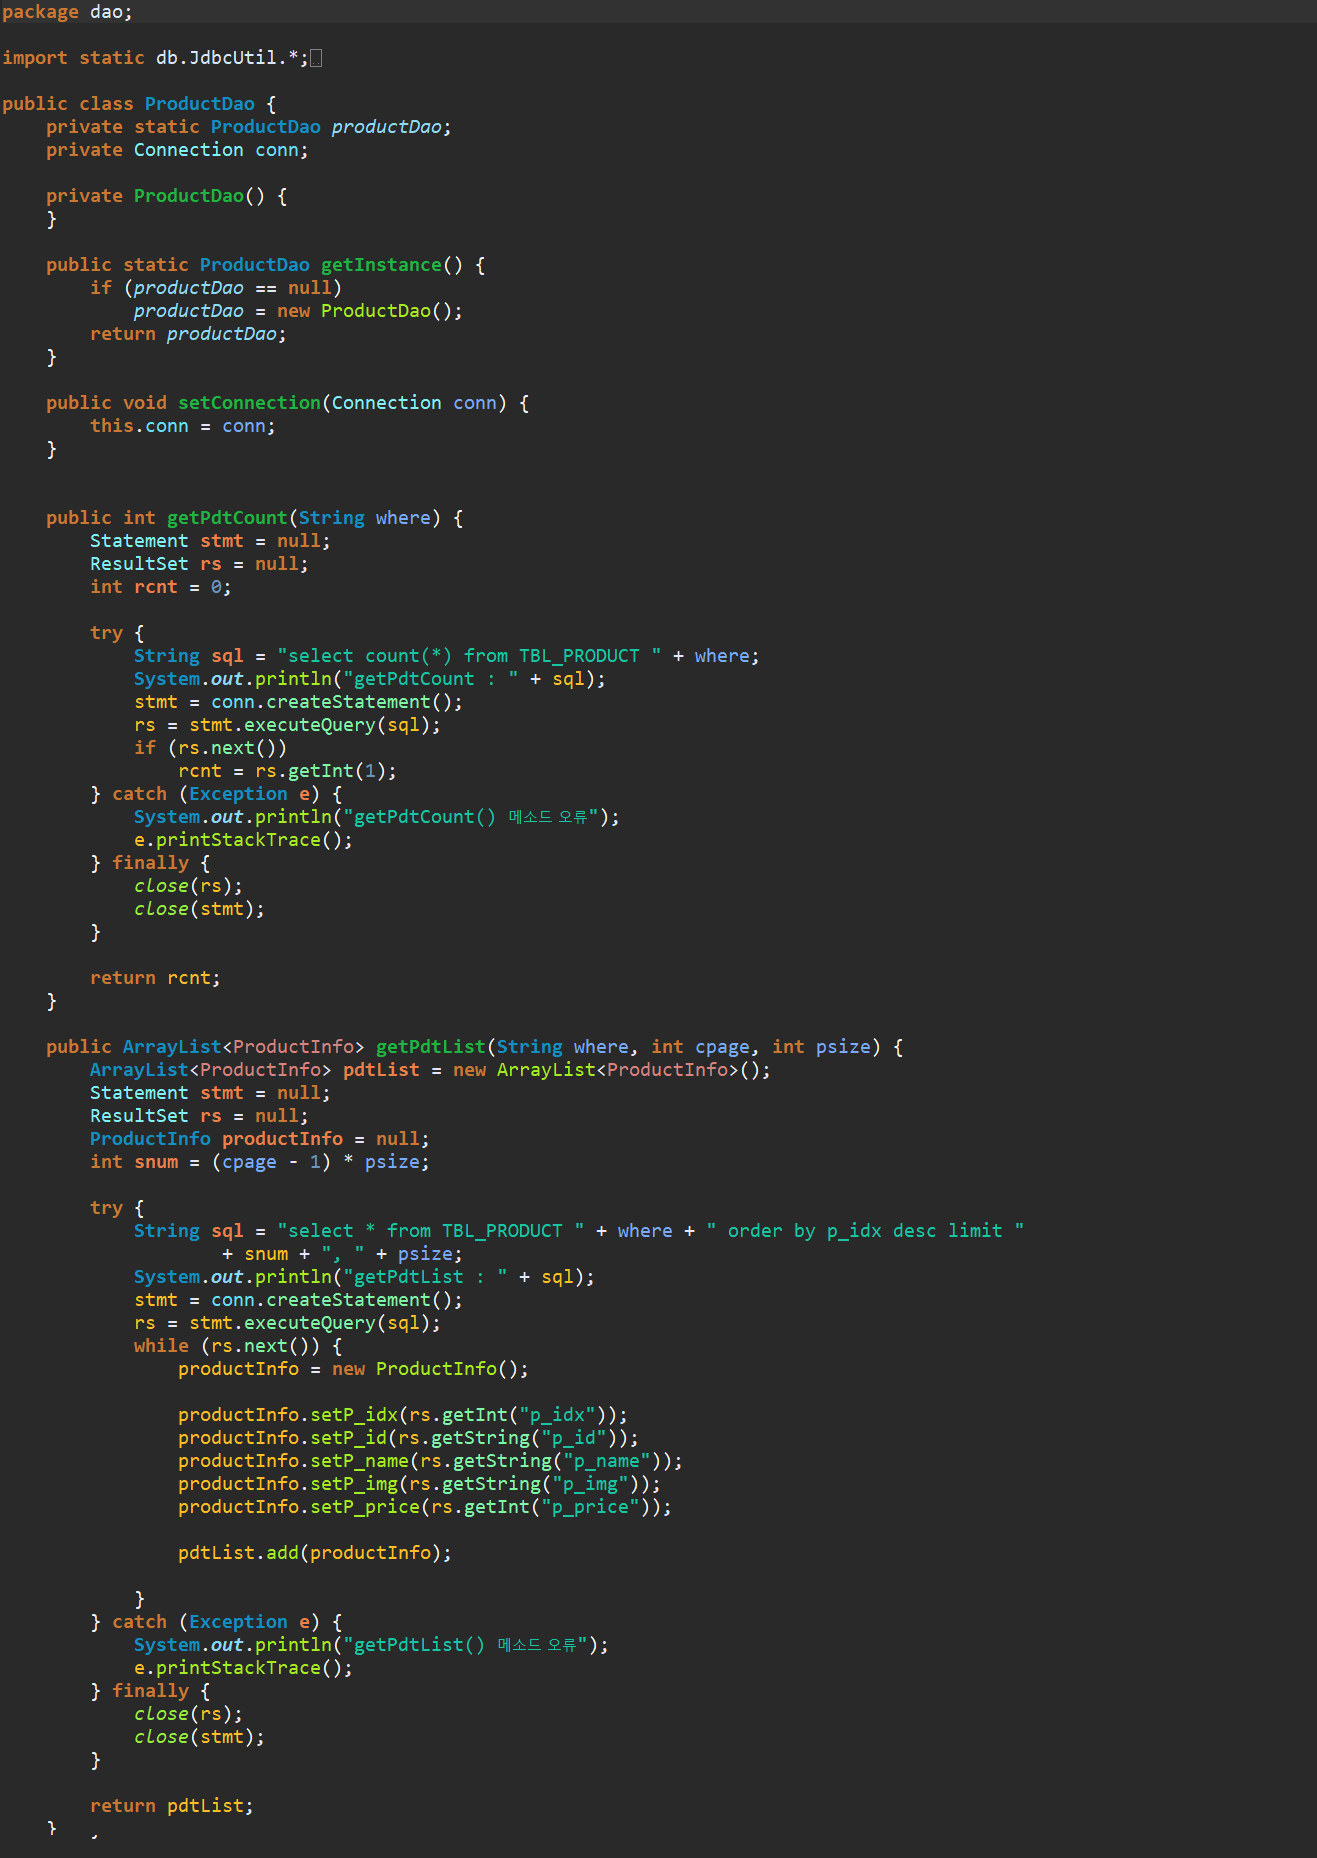 package dao;
import static db.JdbcUtil.*;
public class ProductDao {
    private static ProductDao productDao;
    private Connection conn;
    private ProductDao() {
    }
    public static ProductDao getInstance() {
        if (productDao == null)
            productDao = new ProductDao();
        return productDao;
    }
    public void setConnection(Connection conn) {
        this.conn = conn;
    }
    public int getPdtCount(String where) {
        Statement stmt = null;
        ResultSet rs = null;
        int rcnt = 0;
        try {
            String sql = "select count(*) from TBL_PRODUCT " + where;
            System.out.println("getPdtCount : " + sql);
            stmt = conn.createStatement();
            rs = stmt.executeQuery(sql);
            if (rs.next())
                rcnt = rs.getInt(1);
        } catch (Exception e) {
            System.out.println("getPdtCount() 메소드 오류");
            e.printStackTrace();
        } finally {
            close(rs);
            close(stmt);
        }
        return rcnt;
    }
    public ArrayList<ProductInfo> getPdtList(String where, int cpage, int psize) {
        ArrayList<ProductInfo> pdtList = new ArrayList<ProductInfo>();
        Statement stmt = null;
        ResultSet rs = null;
        ProductInfo productInfo = null;
        int snum = (cpage - 1) * psize;
        try {
            String sql = "select * from TBL_PRODUCT " + where + " order by p_idx desc limit "
                    + snum + ", " + psize;
            System.out.println("getPdtList : " + sql);
            stmt = conn.createStatement();
            rs = stmt.executeQuery(sql);
            while (rs.next()) {
                productInfo = new ProductInfo();
                productInfo.setP_idx(rs.getInt("p_idx"));
                productInfo.setP_id(rs.getString("p_id"));
                productInfo.setP_name(rs.getString("p_name"));
                productInfo.setP_img(rs.getString("p_img"));
                productInfo.setP_price(rs.getInt("p_price"));
                pdtList.add(productInfo);
            }
        } catch (Exception e) {
            System.out.println("getPdtList() 메소드 오류");
            e.printStackTrace();
        } finally {
            close(rs);
            close(stmt);
        }
        return pdtList;
    }